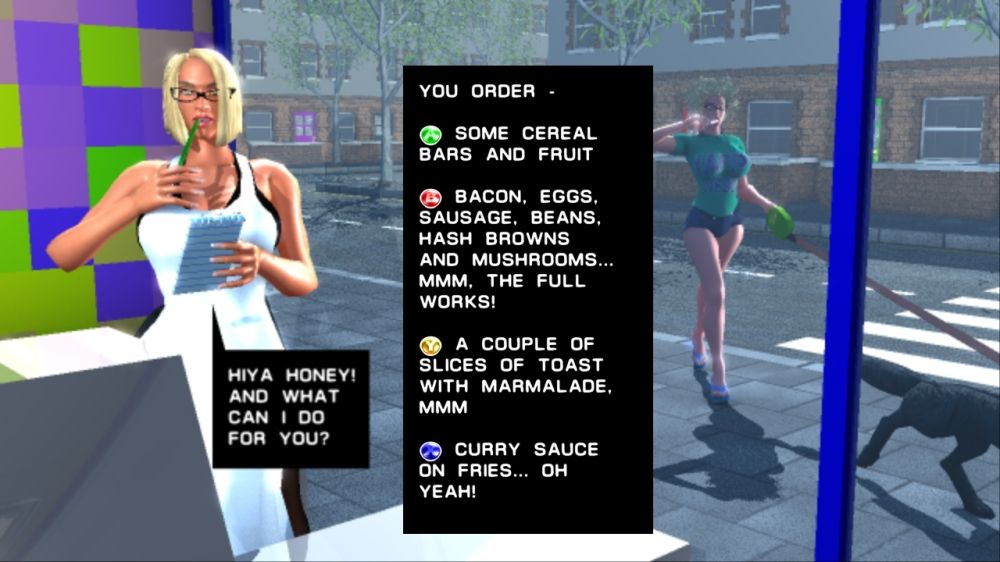 YOU ORDER -
A SOME CEREAL
BARS AND FRUIT
B BACON, EGGS,
SAUSAGE, BEANS,
HASH BROWNS
AND MUSHROOMS...
MMM, THE FULL
WORKS!
Y A COUPLE OF
SLICES OF TOAST
WITH MARMALADE,
MMM
X CURRY SAUCE
ON FRIES... OH
YEAH!
HIYA HONEY!
AND WHAT
CAN I DO
FOR YOU?